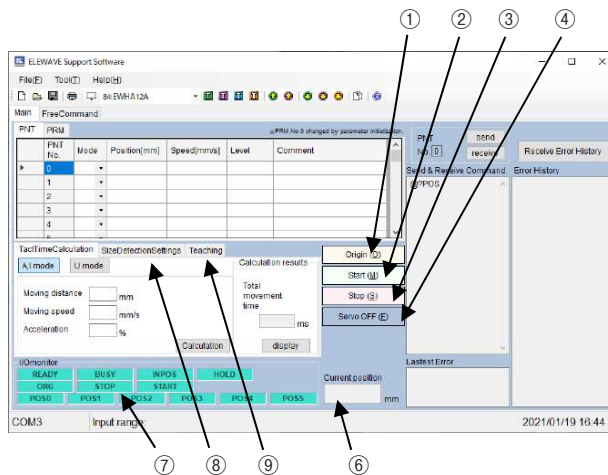 ① ② ③ ④
ELEWAVE Support Software
File(F) Tool(T) Help(H)
84:EWHA12A
Main FreeCommand
PNT PRM
※PRM No.0 changed by parameter initialization.
PNT No. Mode Position[mm] Speed[mm/s] Level Comment
0
1
2
3
4
PNT
No. 0
send
receive
Receive Error History
Send & Receive Command
Error History
@?POS
TactTimeCalculation SizeDetectionSettings Teaching
A,I mode U mode
Moving distance mm
Moving speed mm/s
Acceleration %
Calculation
Calculation results
Total
movement
time
ms
display
Origin (O)
Start (M)
Stop (S)
Servo OFF (F)
I/Omonitor
READY BUSY INPOS HOLD
ORG STOP START
POS0 POS1 POS2 POS3 POS4 POS5
Current position
mm
Lastest Error
COM3 Input range: 2021/01/19 16:44
⑦ ⑧ ⑨ ⑥